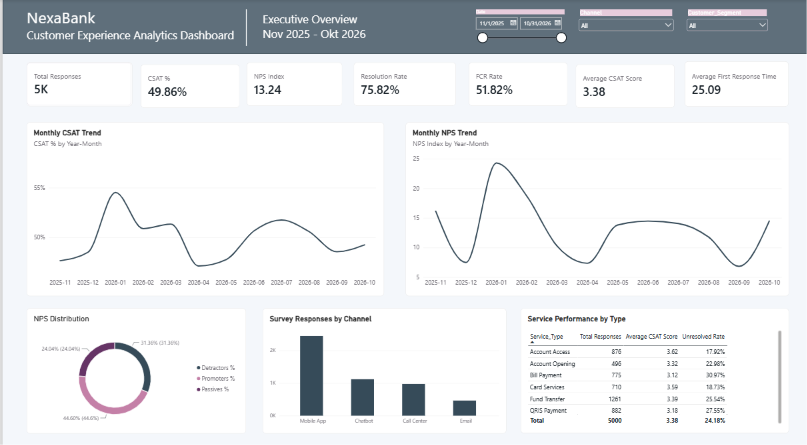 NexaBank
Customer Experience Analytics Dashboard
Executive Overview
Nov 2025 - Okt 2026
Date
11/1/2025
10/31/2026
Channel
All
Customer_Segment
All
Total Responses
5K
CSAT %
49.86%
NPS Index
13.24
Resolution Rate
75.82%
FCR Rate
51.82%
Average CSAT Score
3.38
Average First Response Time
25.09
Monthly CSAT Trend
CSAT % by Year-Month
55%
50%
2025-11 2025-12 2026-01 2026-02 2026-03 2026-04 2026-05 2026-06 2026-07 2026-08 2026-09 2026-10
Monthly NPS Trend
NPS Index by Year-Month
25
20
15
10
5
2025-11 2025-12 2026-01 2026-02 2026-03 2026-04 2026-05 2026-06 2026-07 2026-08 2026-09 2026-10
NPS Distribution
24.04% (24.04%)
31.36% (31.36%)
44.60% (44.6%)
Detractors %
Promoters %
Passives %
Survey Responses by Channel
2K
1K
0K
Mobile App Chatbot Call Center Email
Service Performance by Type
Service_Type Total Responses Average CSAT Score Unresolved Rate
Account Access 876 3.62 17.92%
Account Opening 496 3.32 22.98%
Bill Payment 775 3.12 30.97%
Card Services 710 3.59 18.73%
Fund Transfer 1261 3.39 25.54%
QRIS Payment 882 3.18 27.55%
Total 5000 3.38 24.18%